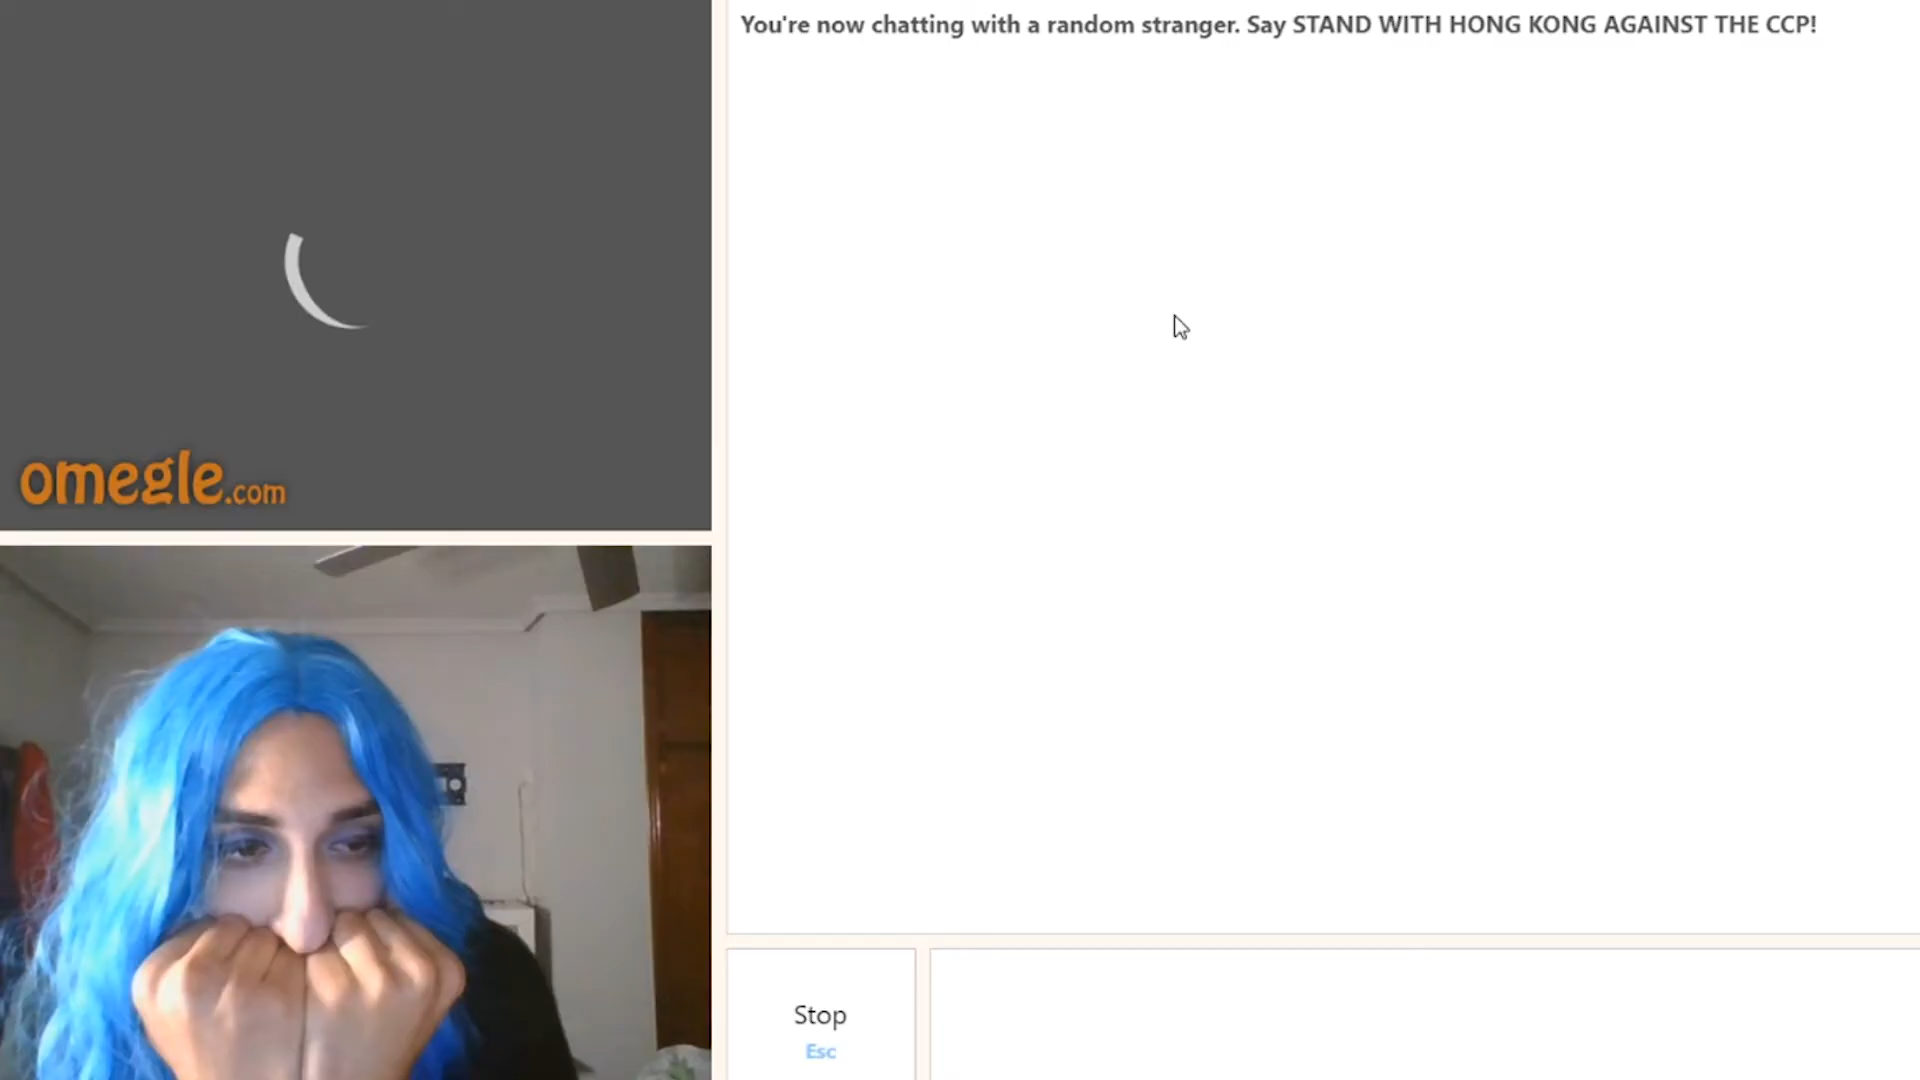 You're now chatting with a random stranger. Say STAND WITH HONG KONG AGAINST THE CCP!
omegle.com
Stop
Esc